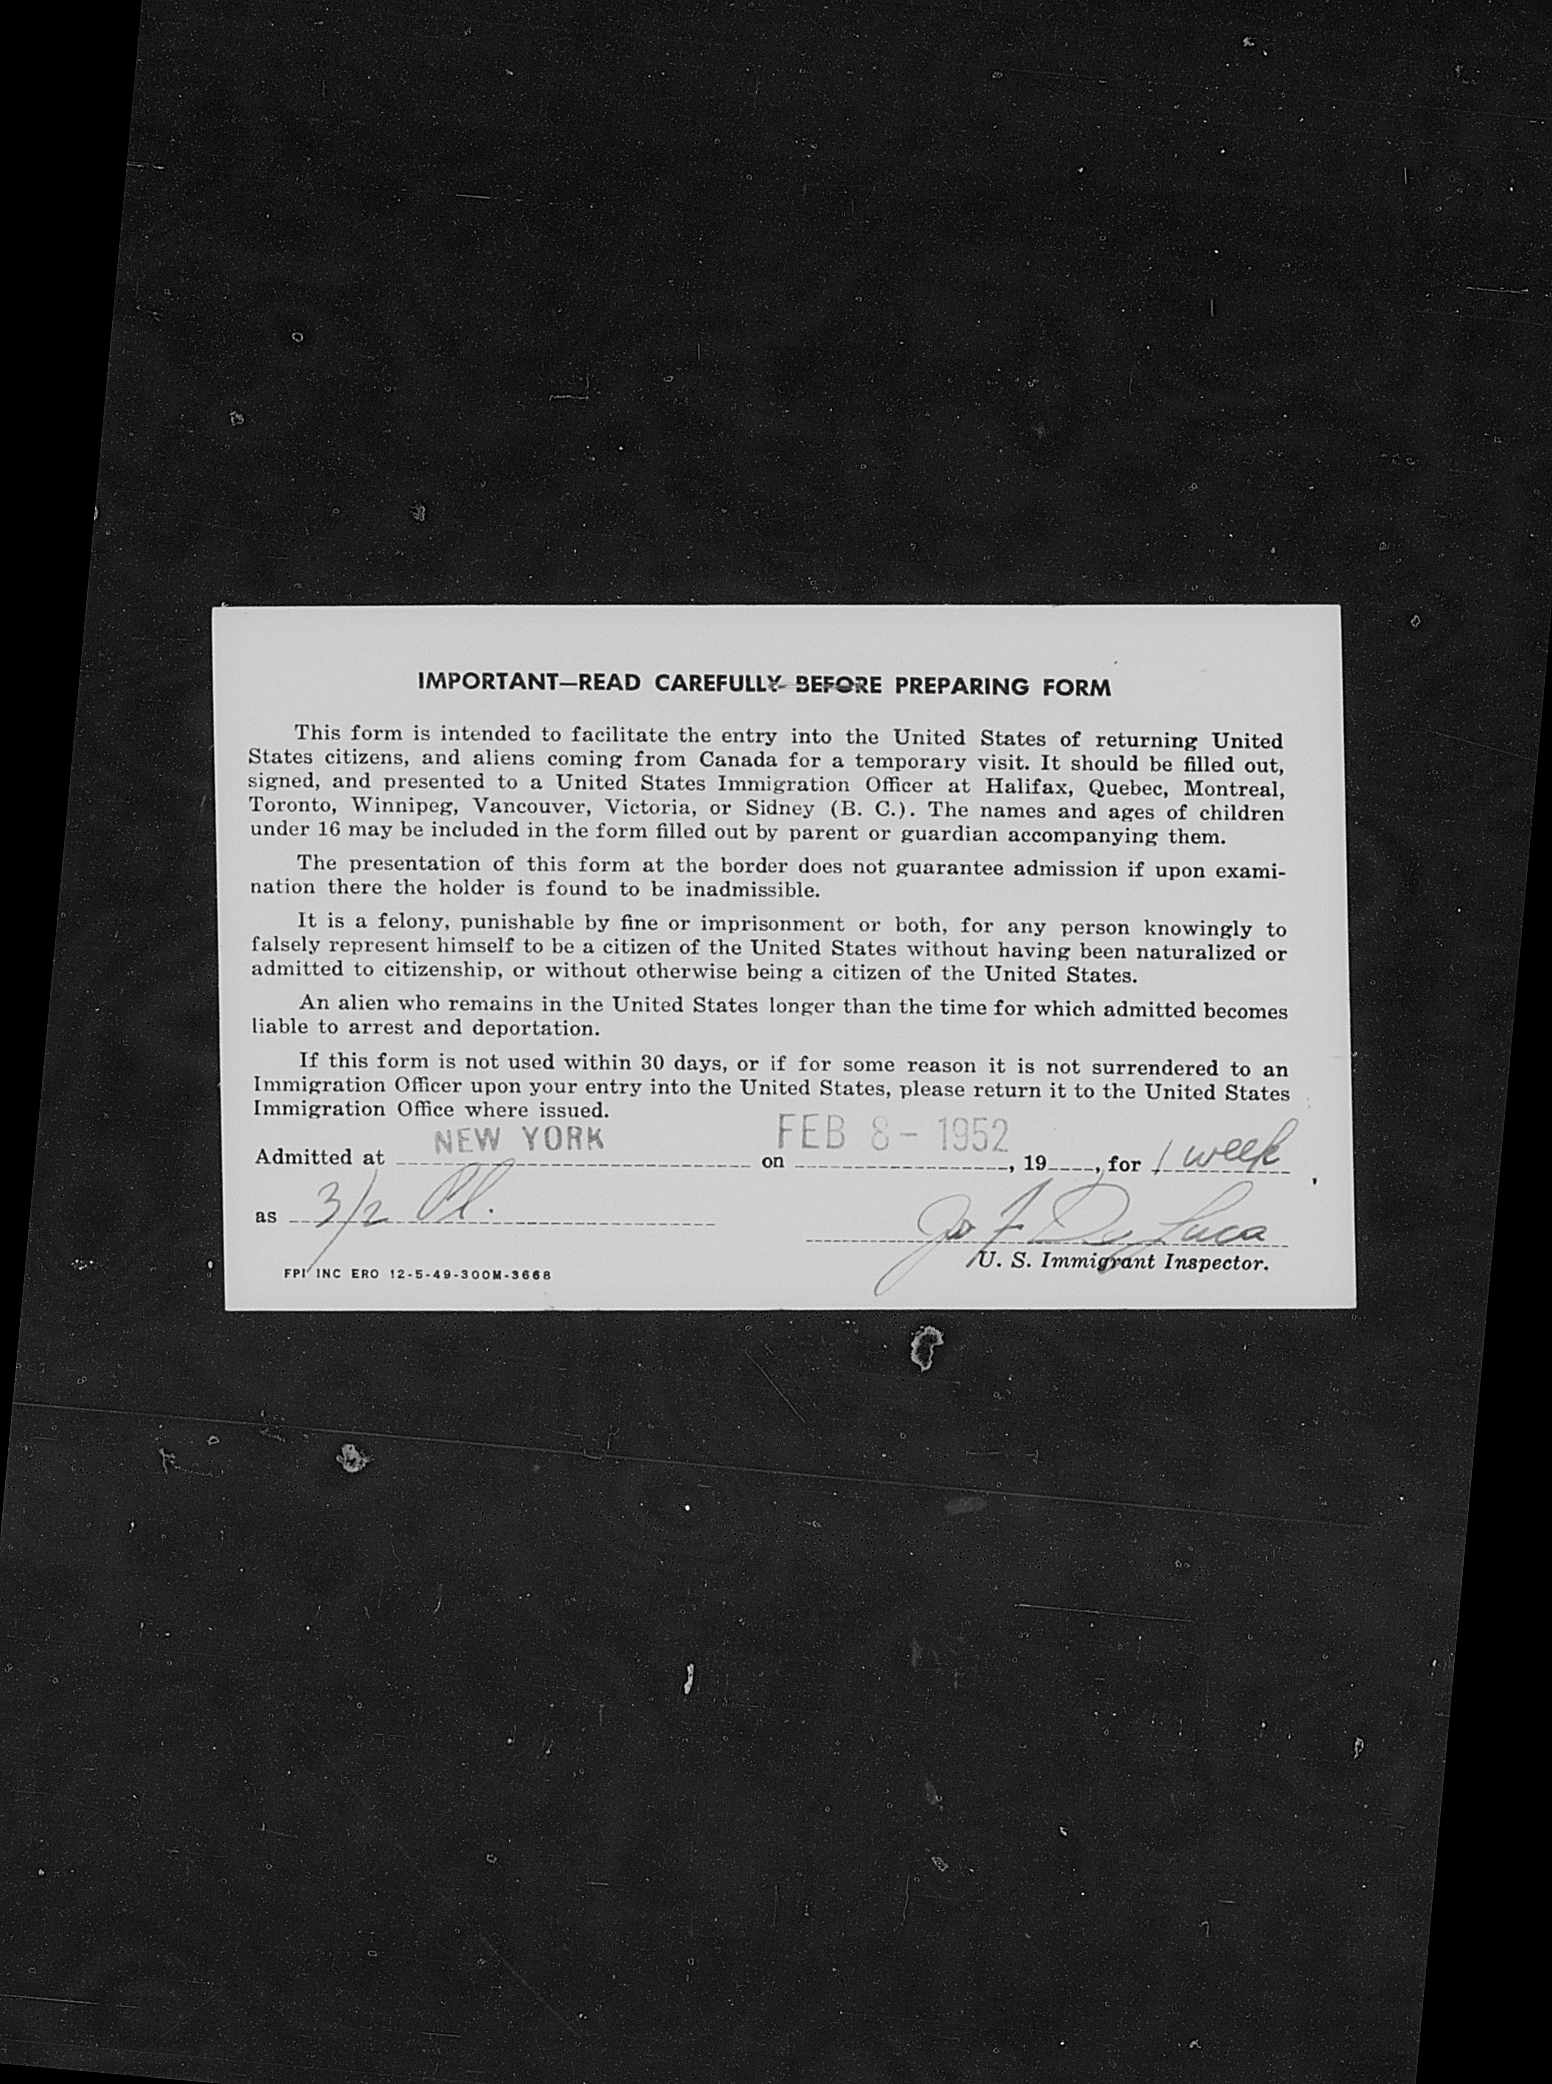 IMPORTANT—READ CAREFULLY BEFORE PREPARING FORM
This form is intended to facilitate the entry into the United States of returning United
States citizens, and aliens coming from Canada for a temporary visit. It should be filled out,
signed, and presented to a United States Immigration Officer at Halifax, Quebec, Montreal,
Toronto, Winnipeg, Vancouver, Victoria, or Sidney (B. C.). The names and ages of children
under 16 may be included in the form filled out by parent or guardian accompanying them.
The presentation of this form at the border does not guarantee admission if upon exami-
nation there the holder is found to be inadmissible.
It is a felony, punishable by fine or imprisonment or both, for any person knowingly to
falsely represent himself to be a citizen of the United States without having been naturalized or
admitted to citizenship, or without otherwise being a citizen of the United States.
An alien who remains in the United States longer than the time for which admitted becomes
liable to arrest and deportation.
If this form is not used within 30 days, or if for some reason it is not surrendered to an
Immigration Officer upon your entry into the United States, please return it to the United States
Immigration Office where issued.
Admitted at NEW YORK on FEB 8 - 1952, 19, for 1 week
as 3/2
F De Luca
U. S. Immigrant Inspector.
FPI INC ERO 12-5-49-300M-3668